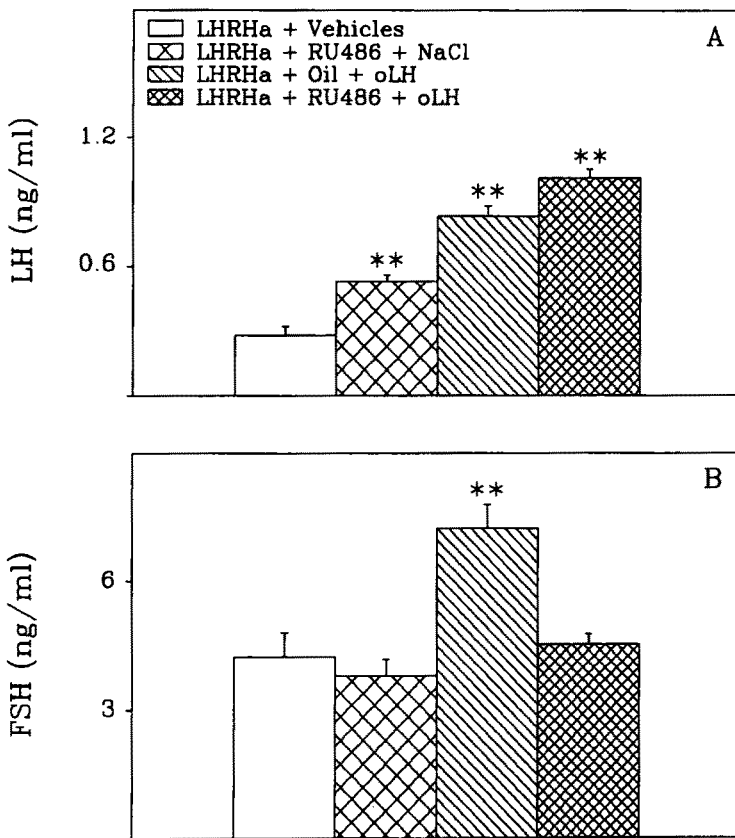 LHRHa + Vehicles
A
LHRHa + RU486 + NaCl
LHRHa + Oil + oLH
LHRHa + RU486 + oLH
LH (ng/ml)
1.2
0.6
**
**
**
B
FSH (ng/ml)
6
3
**